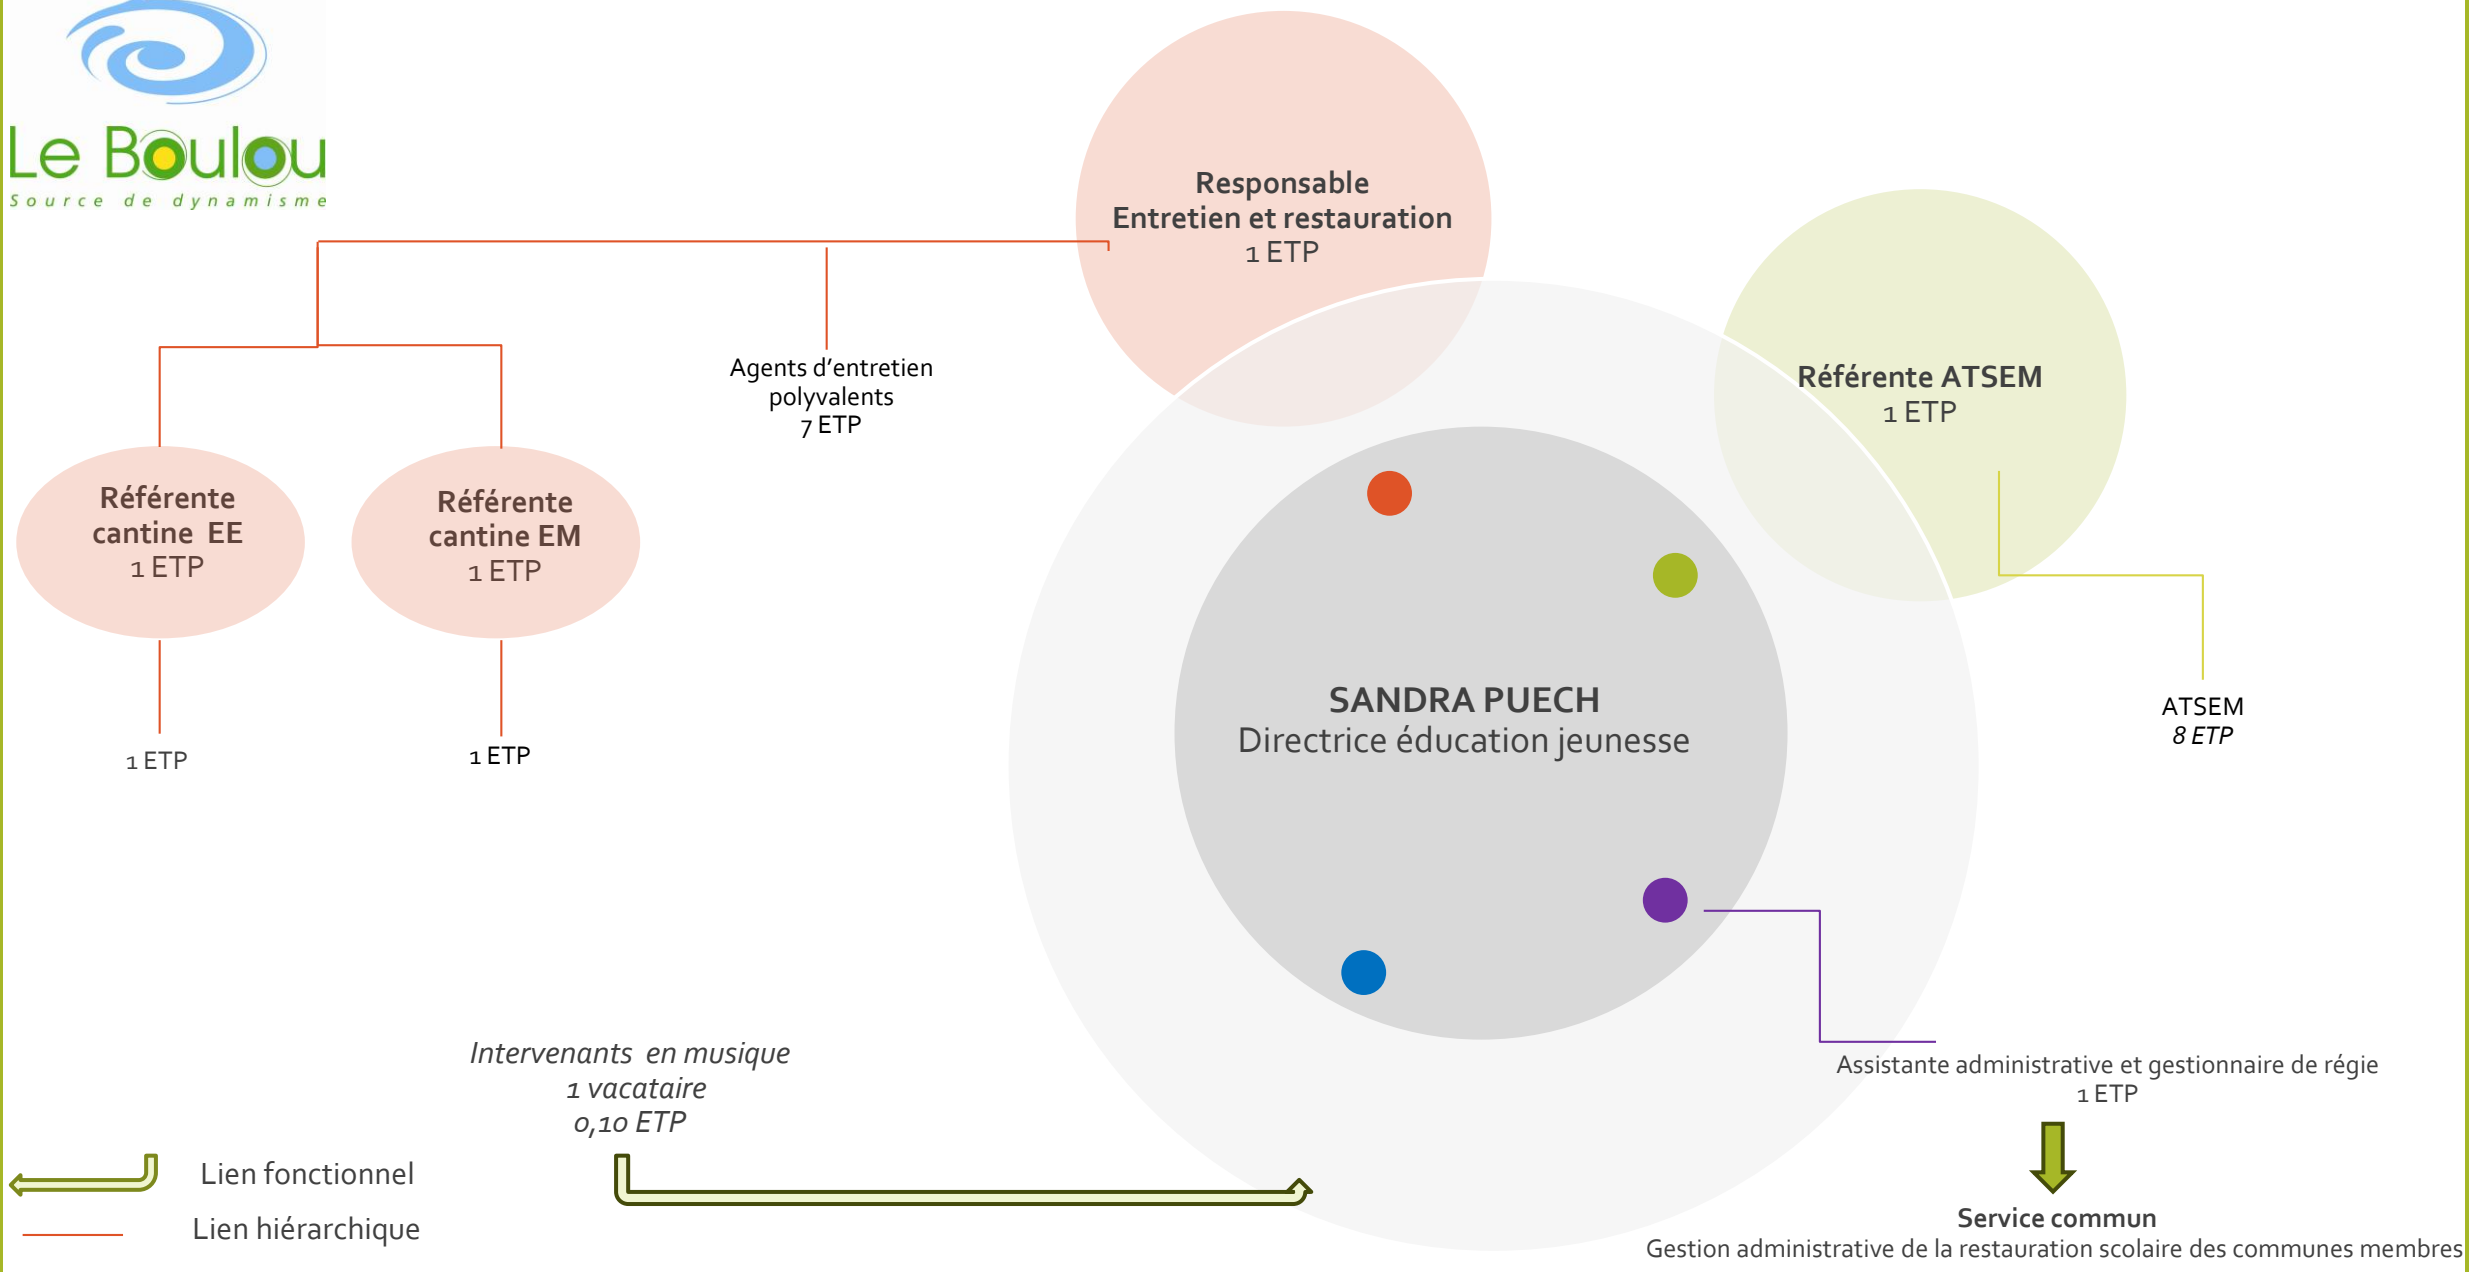 Le Boulou
Source de dynamisme
Responsable
Entretien et restauration
1 ETP
Référente ATSEM
1 ETP
Agents d’entretien
polyvalents
7 ETP
Référente
cantine EE
1 ETP
Référente
cantine EM
1 ETP
1 ETP
1 ETP
SANDRA PUECH
Directrice éducation jeunesse
ATSEM
8 ETP
Intervenants en musique
1 vacataire
0,10 ETP
Assistante administrative et gestionnaire de régie
1 ETP
Lien fonctionnel
Lien hiérarchique
Service commun
Gestion administrative de la restauration scolaire des communes membres